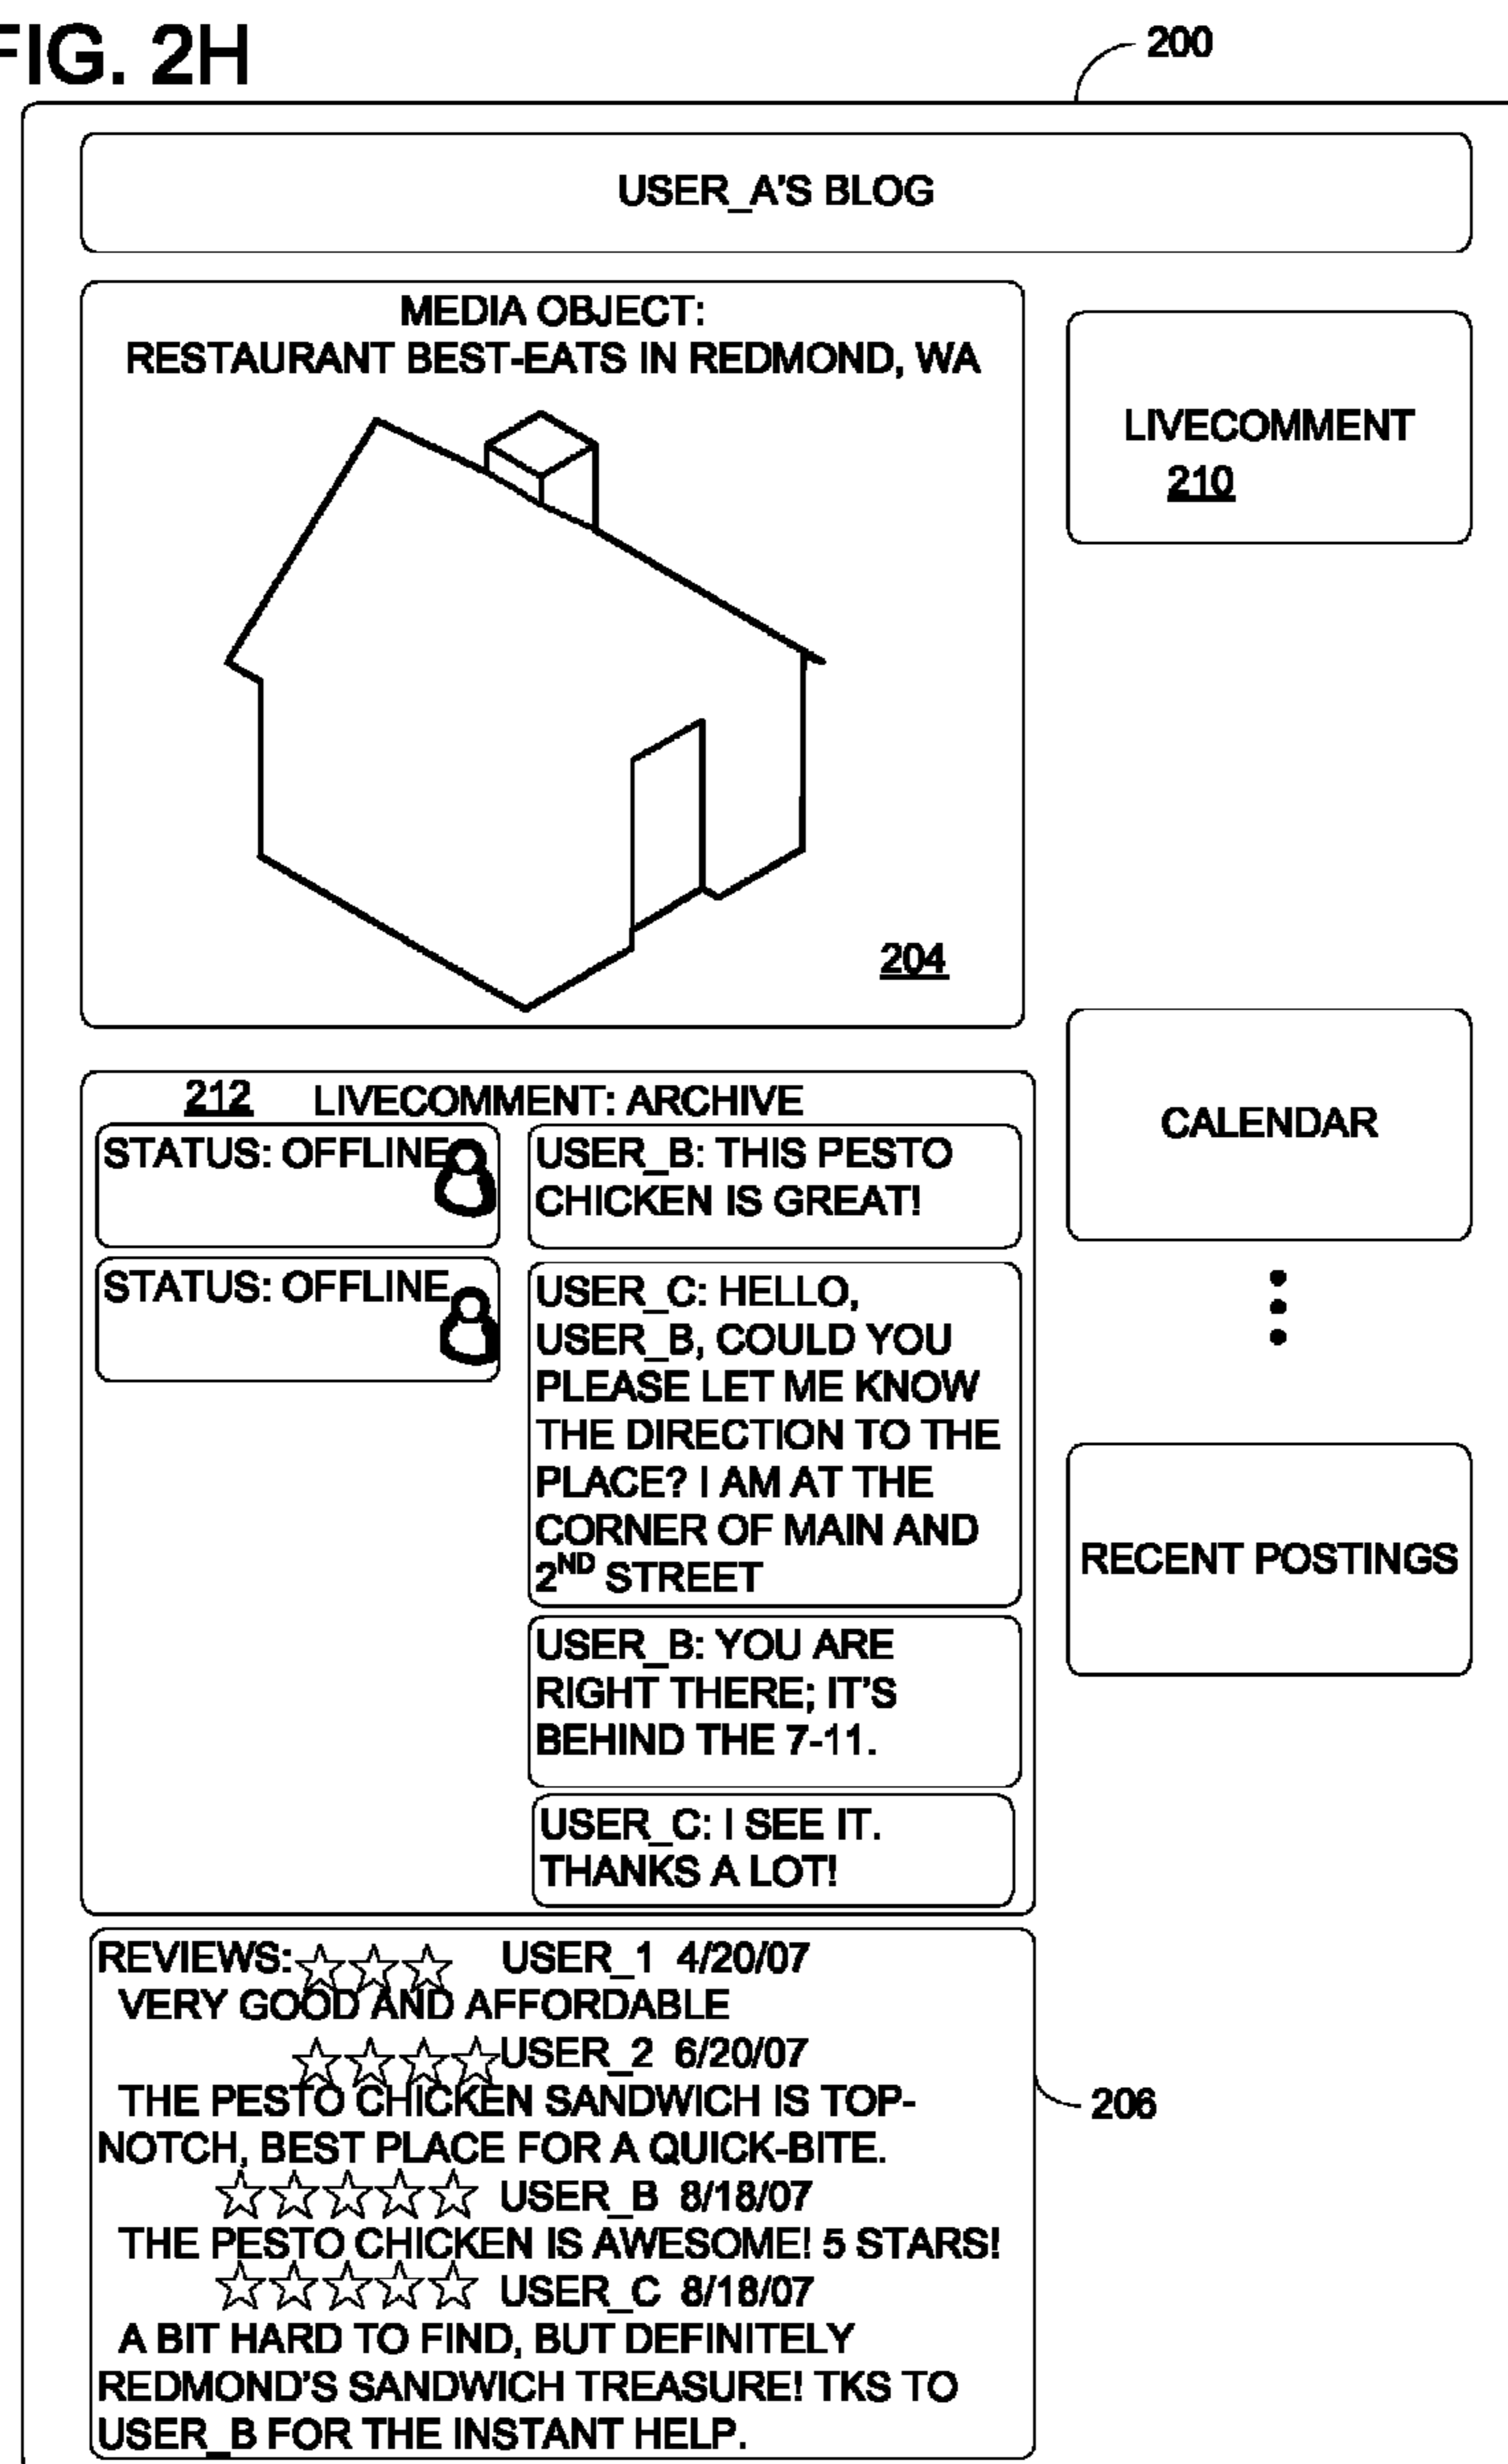 FIG. 2H
200
USER_A'S BLOG
MEDIA OBJECT:
RESTAURANT BEST-EATS IN REDMOND, WA
204
LIVECOMMENT
210
212 LIVECOMMENT: ARCHIVE
STATUS: OFFLINE
STATUS: OFFLINE
USER_B: THIS PESTO
CHICKEN IS GREAT!
USER_C: HELLO,
USER_B, COULD YOU
PLEASE LET ME KNOW
THE DIRECTION TO THE
PLACE? I AM AT THE
CORNER OF MAIN AND
2ND STREET
USER_B: YOU ARE
RIGHT THERE; IT'S
BEHIND THE 7-11.
USER_C: I SEE IT.
THANKS A LOT!
CALENDAR
RECENT POSTINGS
REVIEWS: USER_1 4/20/07
VERY GOOD AND AFFORDABLE
USER_2 6/20/07
THE PESTO CHICKEN SANDWICH IS TOP-
NOTCH, BEST PLACE FOR A QUICK-BITE.
USER_B 8/18/07
THE PESTO CHICKEN IS AWESOME! 5 STARS!
USER_C 8/18/07
A BIT HARD TO FIND, BUT DEFINITELY
REDMOND'S SANDWICH TREASURE! TKS TO
USER_B FOR THE INSTANT HELP.
206